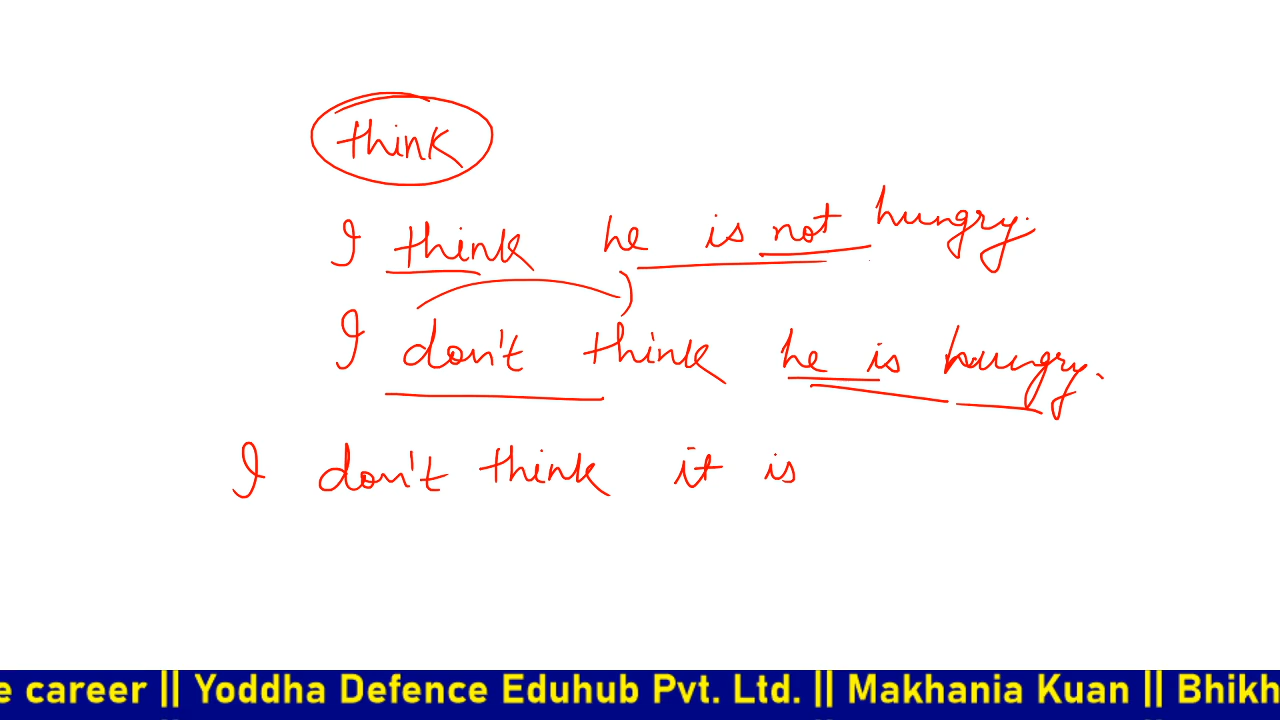 think
I think he is not hungry.
I don't think he is hungry.
I don't think it is
e career || Yoddha Defence Eduhub Pvt. Ltd. || Makhania Kuan || Bhikh